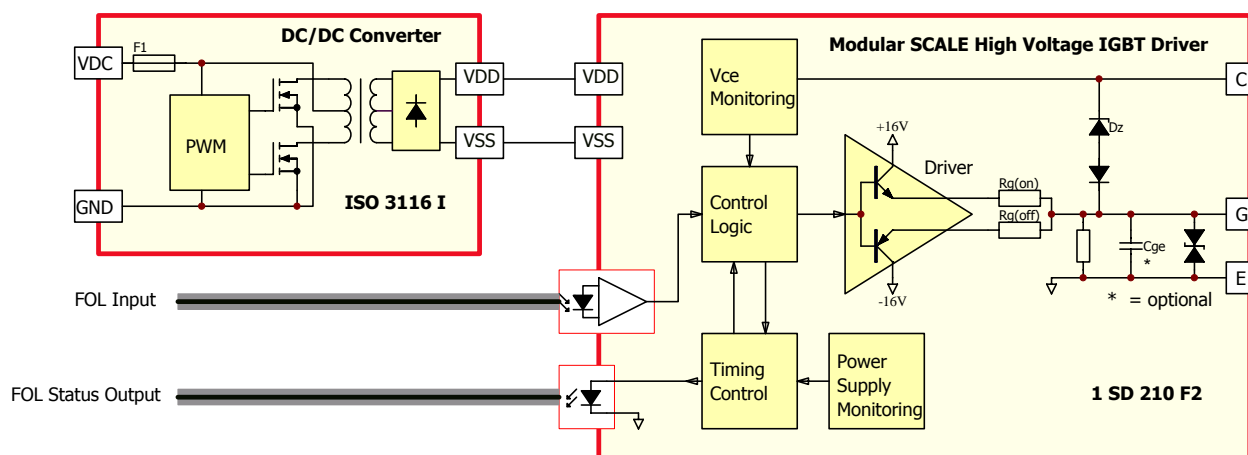 DC/DC Converter
F1
VDC
PWM
GND
VDD
VSS
ISO 3116 I
VDD
VSS
Modular SCALE High Voltage IGBT Driver
Vce
Monitoring
C
Dz
+16V
Driver
Control
Logic
Rg(on)
Rg(off)
G
Cge
*
E
-16V
* = optional
FOL Input
FOL Status Output
Timing
Control
Power
Supply
Monitoring
1 SD 210 F2